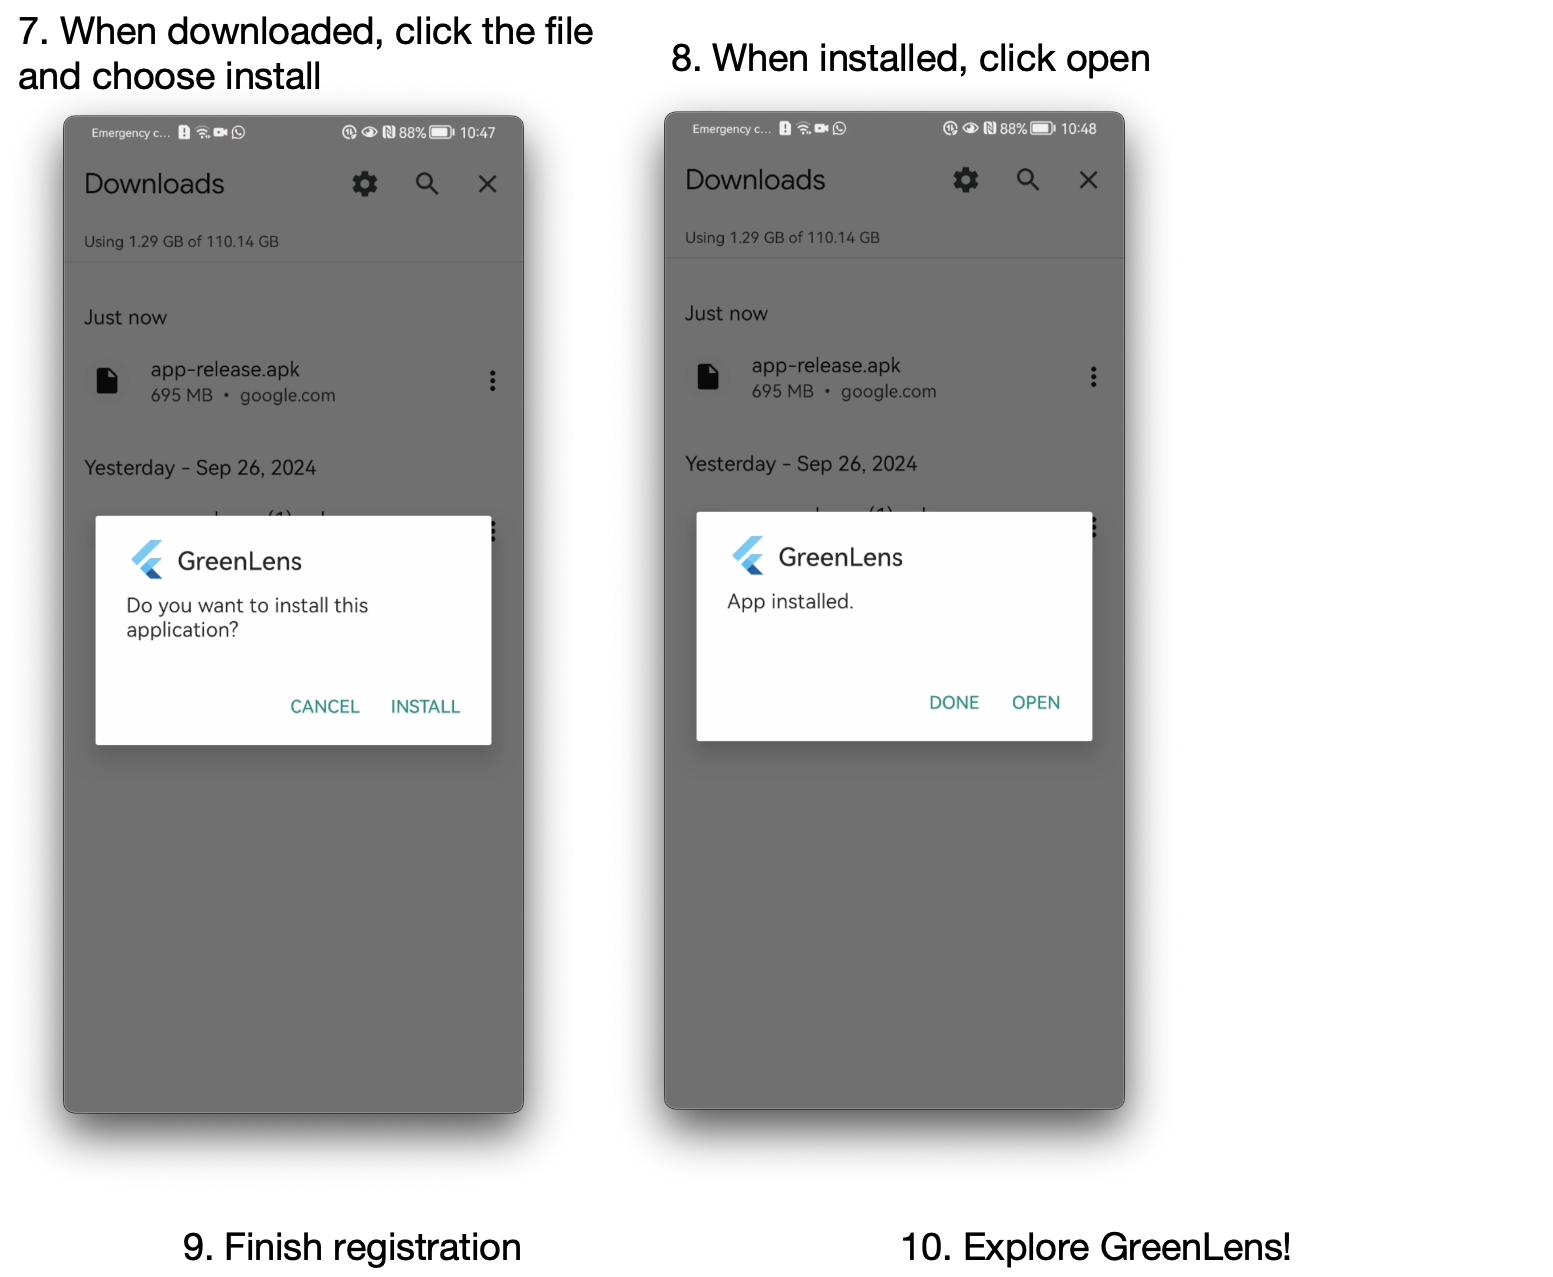 7. When downloaded, click the file
and choose install
8. When installed, click open
Emergency c... 88% 10:47
Downloads
Using 1.29 GB of 110.14 GB
Just now
app-release.apk
695 MB • google.com
Yesterday - Sep 26, 2024
GreenLens
Do you want to install this
application?
CANCEL INSTALL
Emergency c... 88% 10:48
Downloads
Using 1.29 GB of 110.14 GB
Just now
app-release.apk
695 MB • google.com
Yesterday - Sep 26, 2024
GreenLens
App installed.
DONE OPEN
9. Finish registration
10. Explore GreenLens!